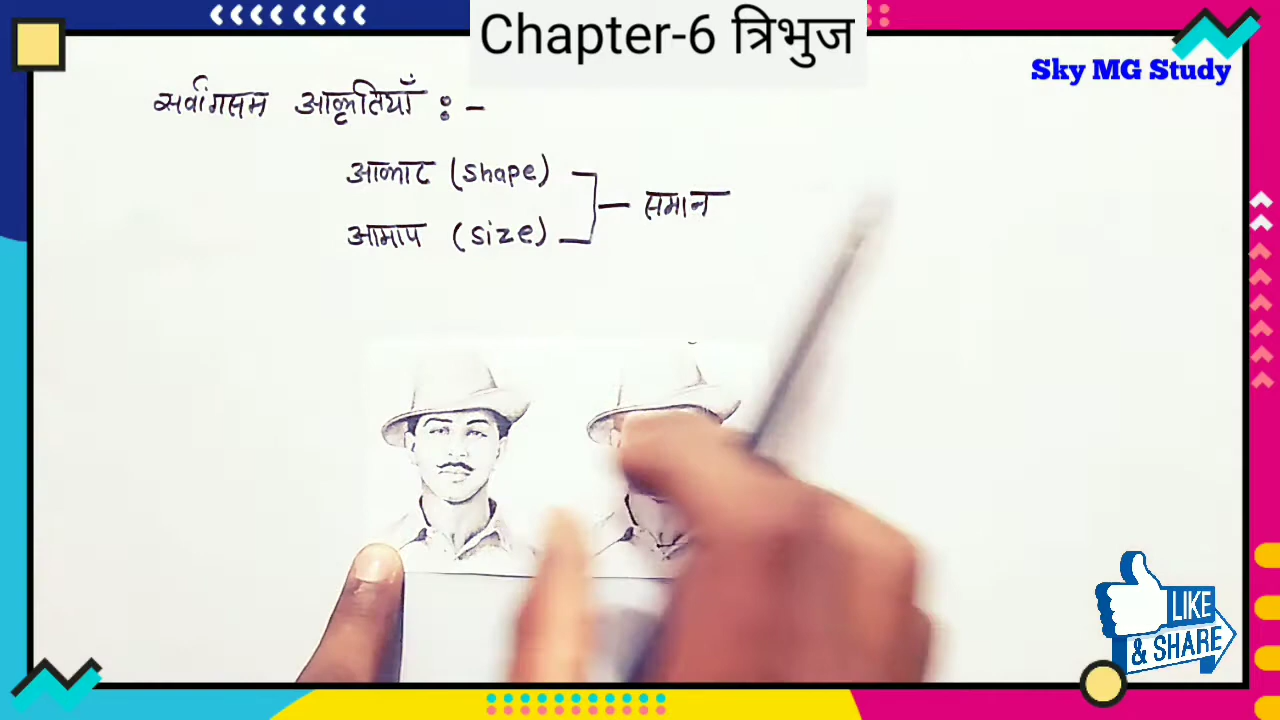 Chapter-6 त्रिभुज
Sky MG Study
सर्वांगसम आकृतियाँ :-
आकार (shape)
आमाप (size)
समान
LIKE
& SHARE